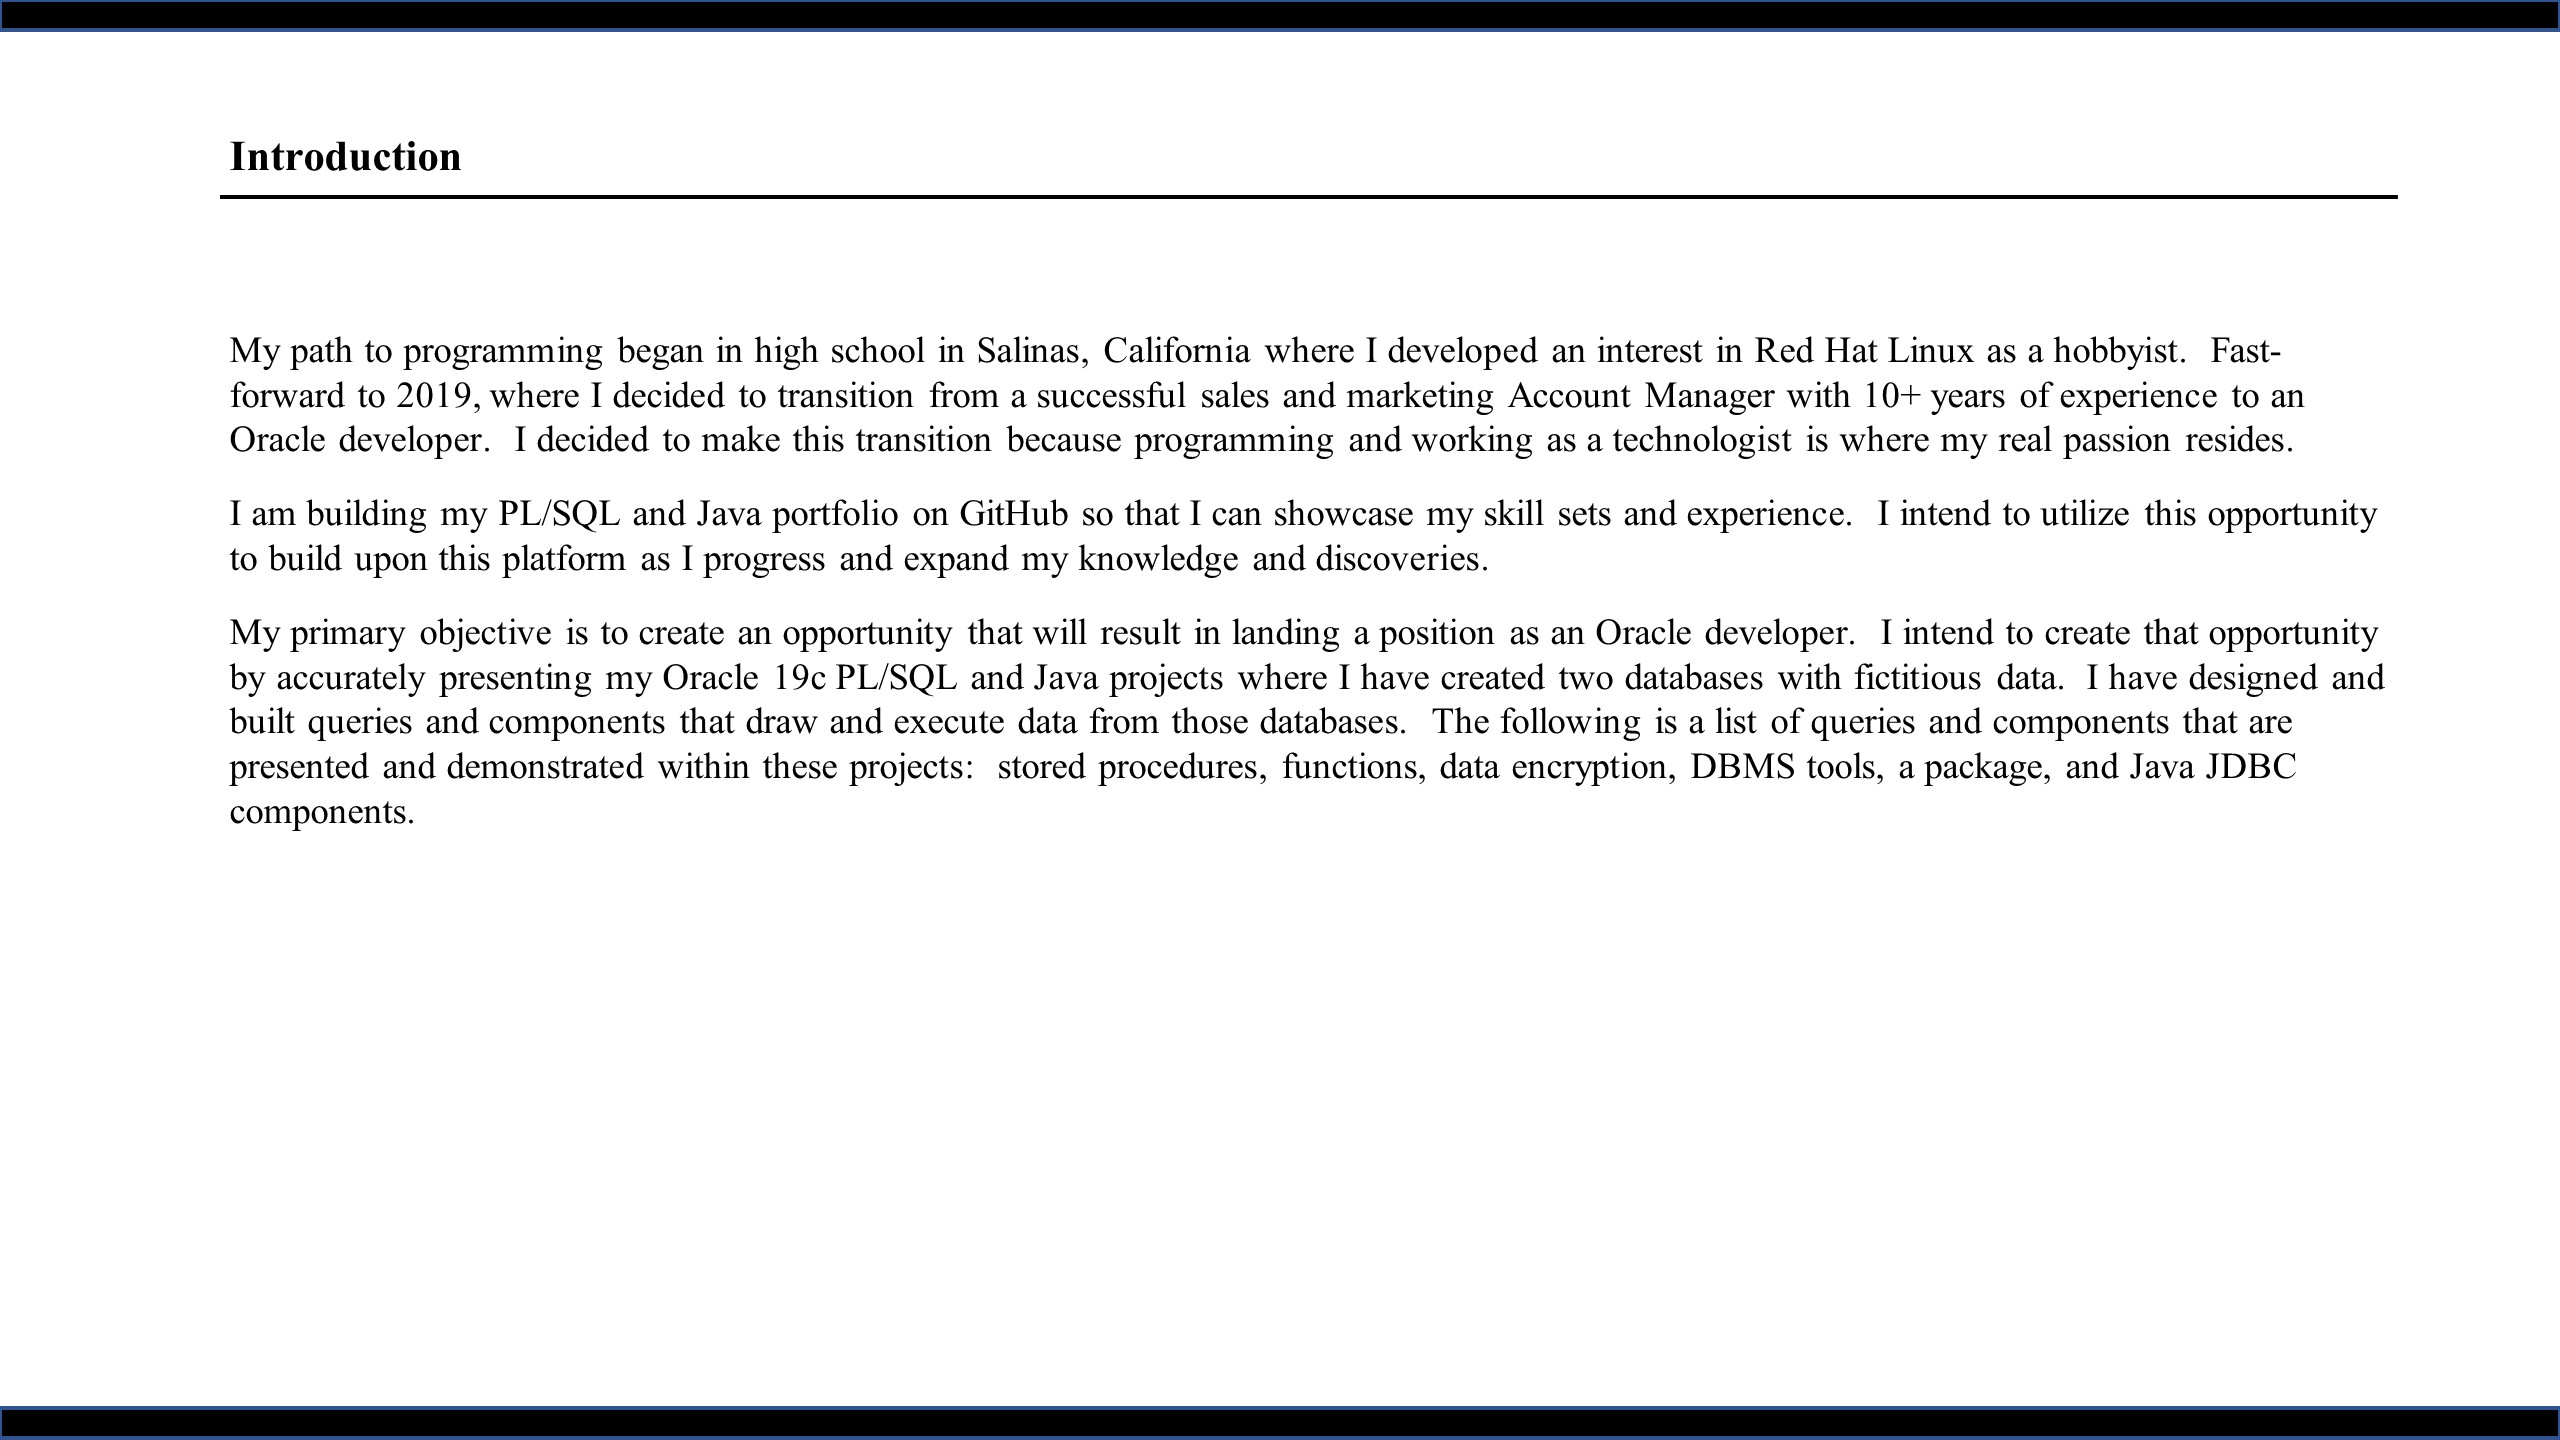 Introduction
My path to programming began in high school in Salinas, California where I developed an interest in Red Hat Linux as a hobbyist.  Fast-
forward to 2019, where I decided to transition from a successful sales and marketing Account Manager with 10+ years of experience to an
Oracle developer.  I decided to make this transition because programming and working as a technologist is where my real passion resides.
I am building my PL/SQL and Java portfolio on GitHub so that I can showcase my skill sets and experience.  I intend to utilize this opportunity
to build upon this platform as I progress and expand my knowledge and discoveries.
My primary objective is to create an opportunity that will result in landing a position as an Oracle developer.  I intend to create that opportunity
by accurately presenting my Oracle 19c PL/SQL and Java projects where I have created two databases with fictitious data.  I have designed and
built queries and components that draw and execute data from those databases.  The following is a list of queries and components that are
presented and demonstrated within these projects:  stored procedures, functions, data encryption, DBMS tools, a package, and Java JDBC
components.